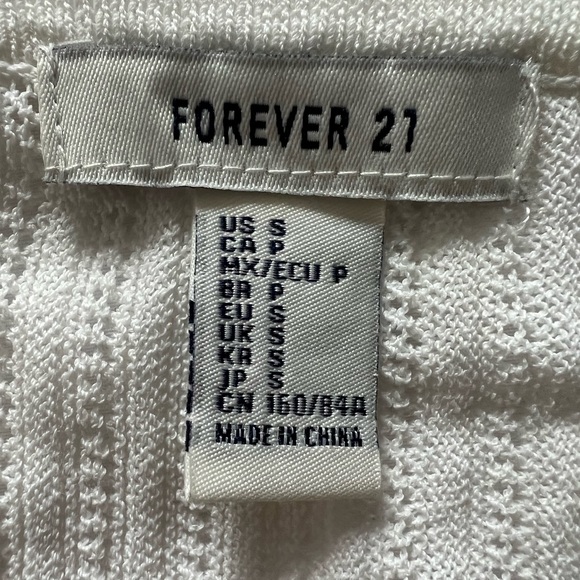 FOREVER 21
US S
CA P
MX/ECU P
BR P
EU S
UK S
KR S
JP S
CN 160/84A
MADE IN CHINA